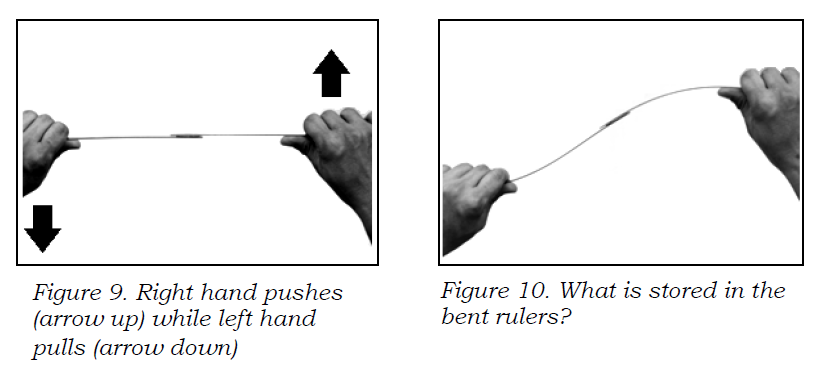 Figure 9. Right hand pushes
(arrow up) while left hand
pulls (arrow down)
Figure 10. What is stored in the
bent rulers?